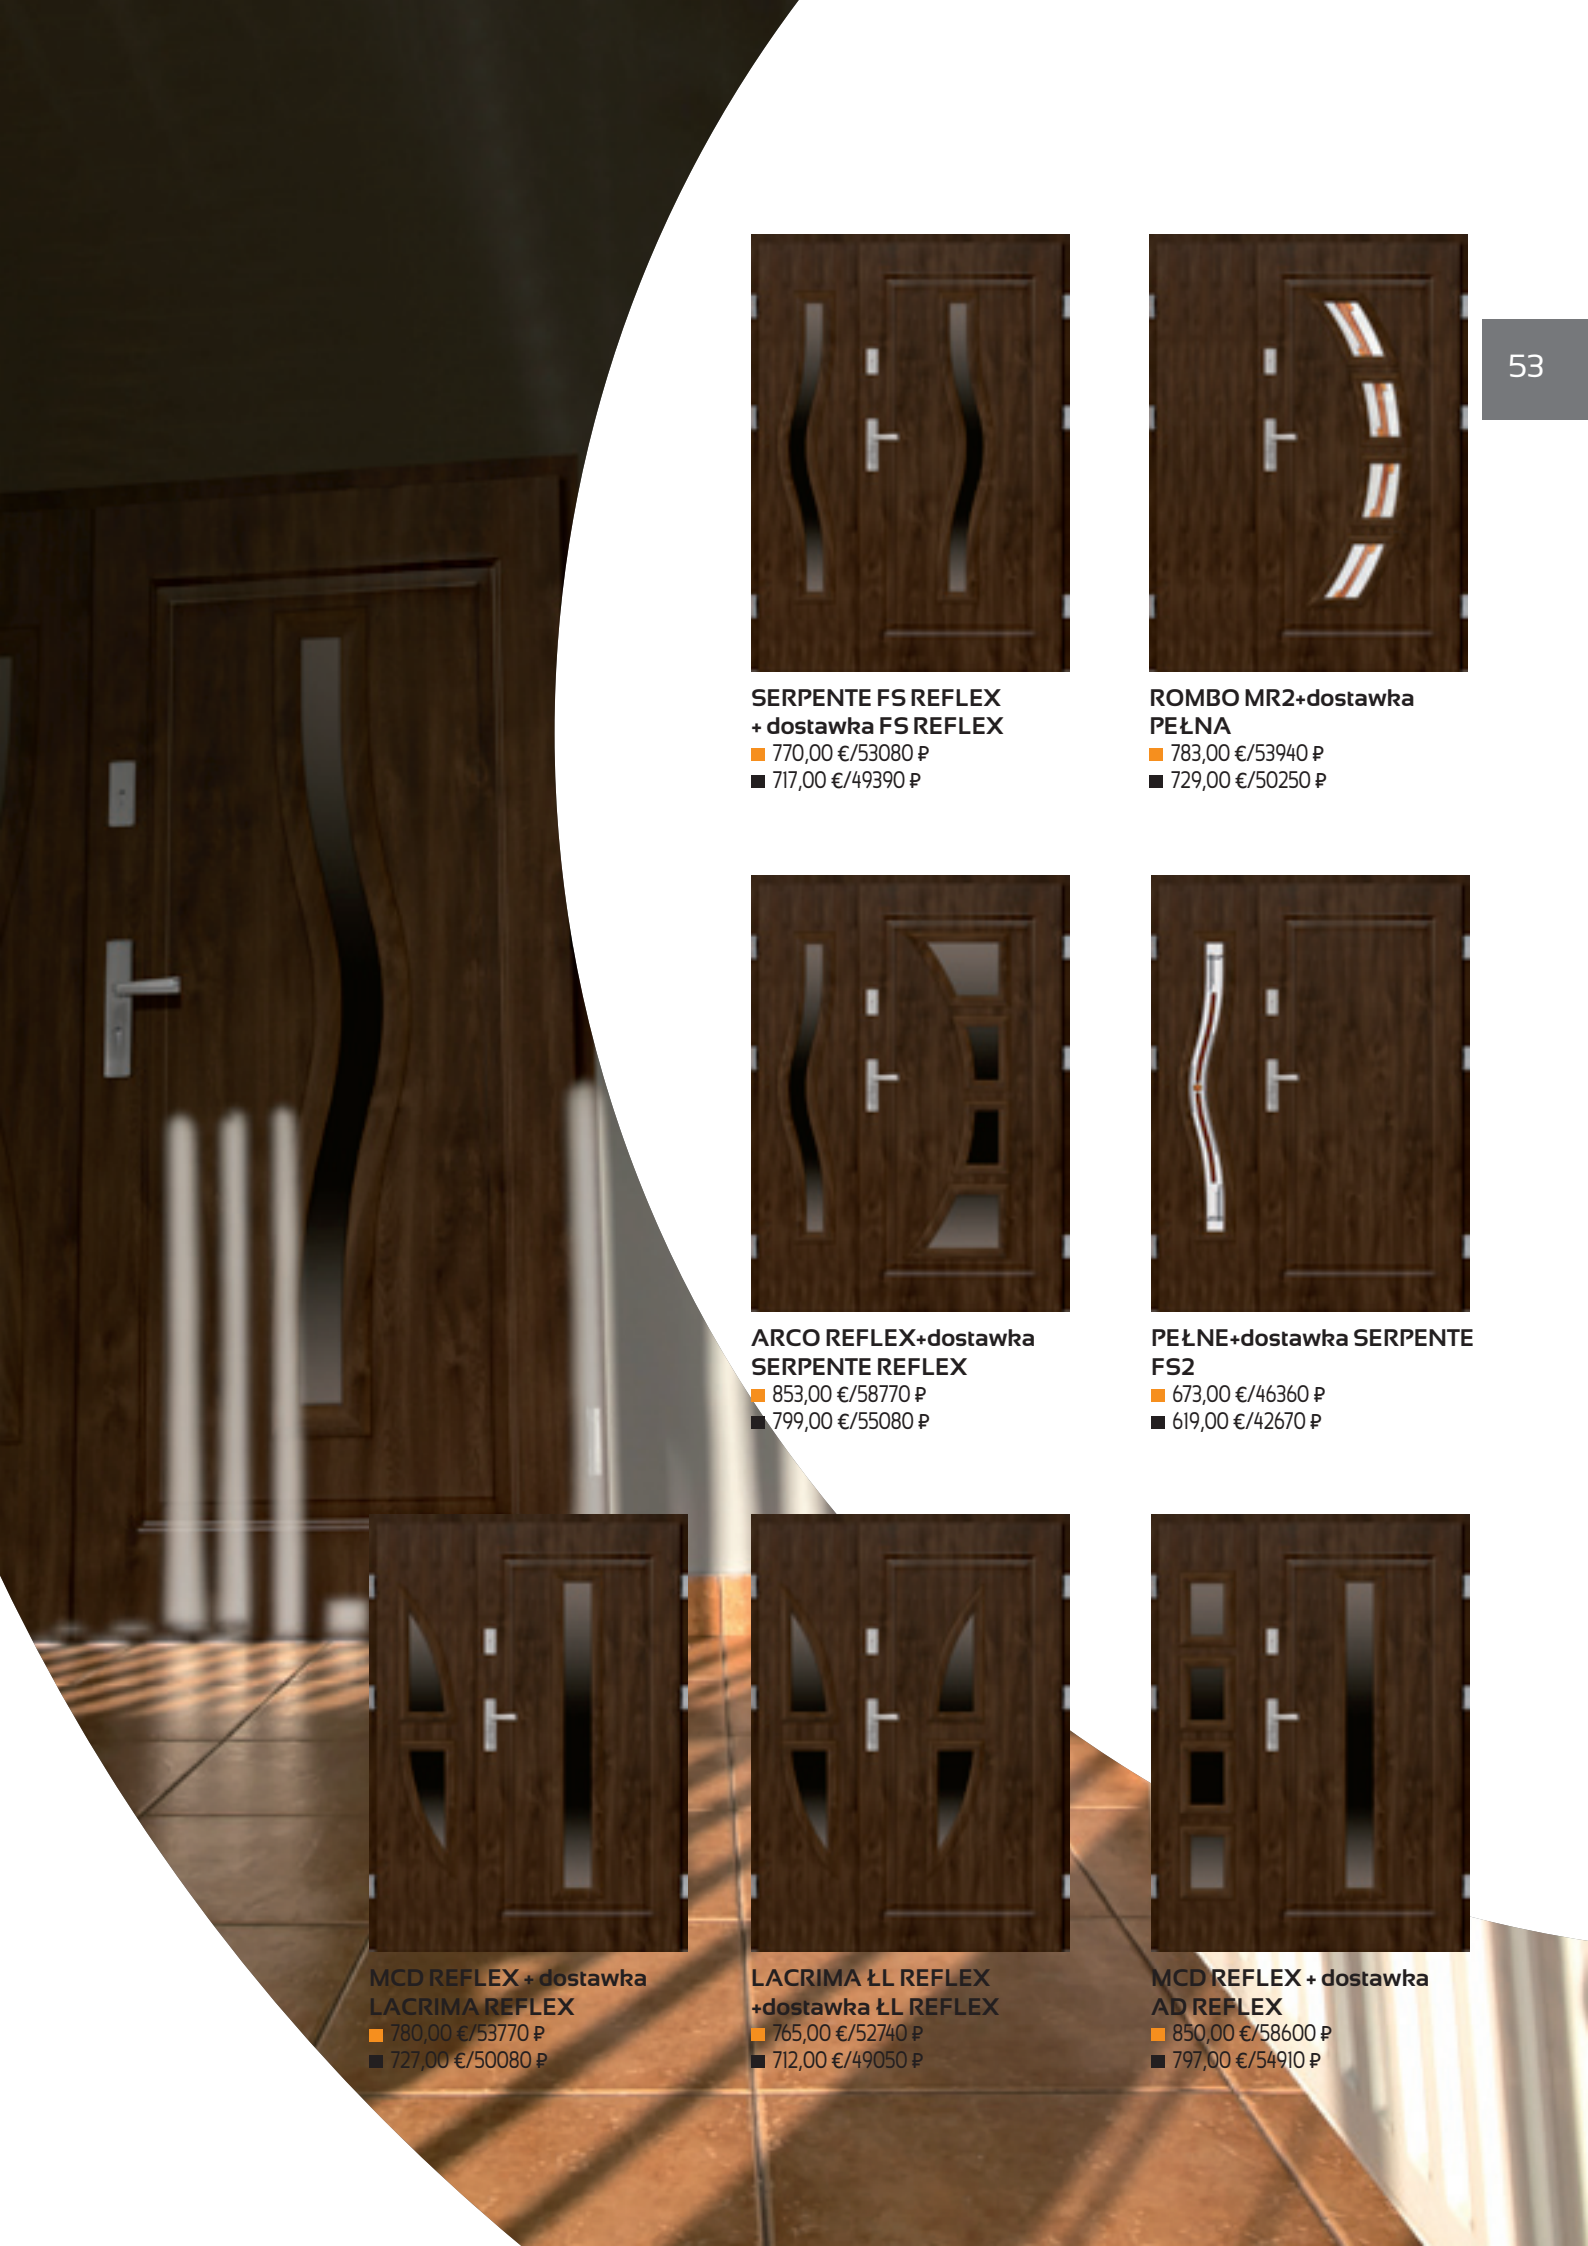 53
SERPENTE FS REFLEX
+ dostawka FS REFLEX
770,00 €/53080 ₽
717,00 €/49390 ₽
ROMBO MR2+dostawka
PEŁNA
783,00 €/53940 ₽
729,00 €/50250 ₽
ARCO REFLEX+dostawka
SERPENTE REFLEX
853,00 €/58770 ₽
799,00 €/55080 ₽
PEŁNE+dostawka SERPENTE
FS2
673,00 €/46360 ₽
619,00 €/42670 ₽
MCD REFLEX + dostawka
LACRIMA REFLEX
780,00 €/53770 ₽
727,00 €/50080 ₽
LACRIMA ŁL REFLEX
+dostawka ŁL REFLEX
765,00 €/52740 ₽
712,00 €/49050 ₽
MCD REFLEX + dostawka
AD REFLEX
850,00 €/58600 ₽
797,00 €/54910 ₽